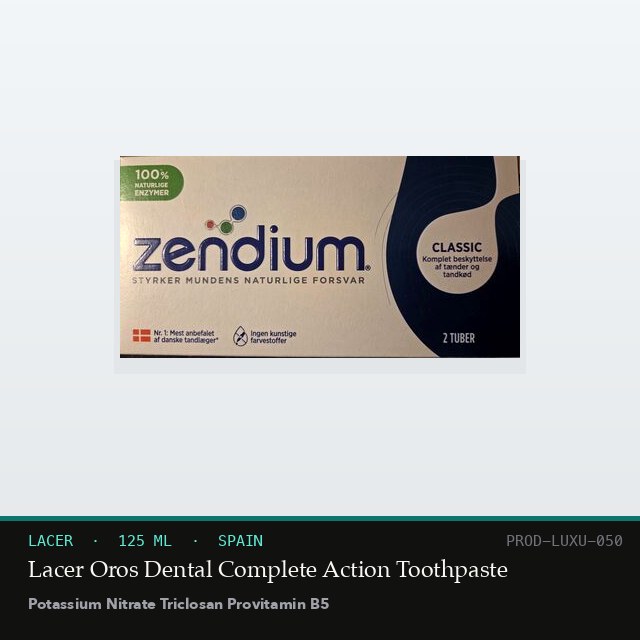 100%
NATURLIGE
ENZYMER
zendium®
STYRKER MUNDENS NATURLIGE FORSVAR
CLASSIC
Komplet beskyttelse
af tænder og
tandkød
Nr. 1: Mest anbefalet
af danske tandlæger*
Ingen kunstige
farvestoffer
2 TUBER
LACER · 125 ML · SPAIN
PROD–LUXU–050
Lacer Oros Dental Complete Action Toothpaste
Potassium Nitrate Triclosan Provitamin B5